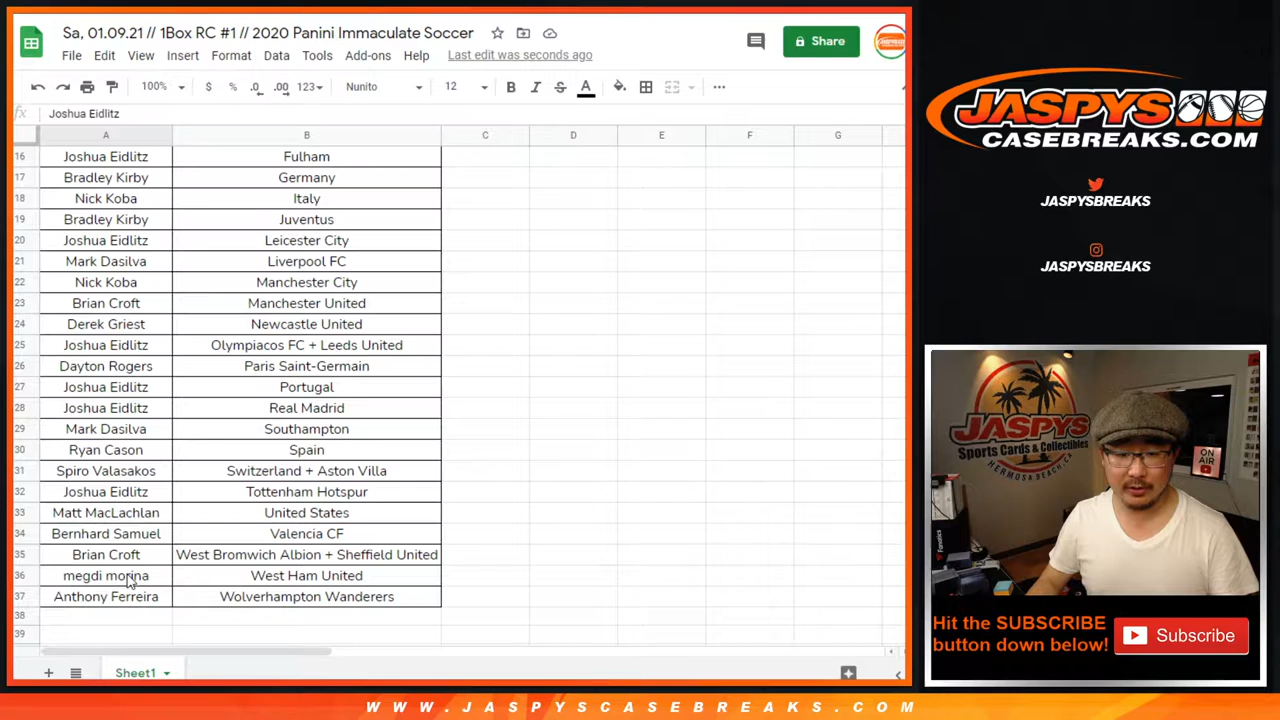 Sa, 01.09.21 // 1Box RC #1 // 2020 Panini Immaculate Soccer
File Edit View Insert Format Data Tools Add-ons Help Last edit was seconds ago
Share
100% $ % .0 .00 123 Nunito 12 B I S A
fx Joshua Eidlitz
A B C D E F G
16 Joshua Eidlitz Fulham
17 Bradley Kirby Germany
18 Nick Koba Italy
19 Bradley Kirby Juventus
20 Joshua Eidlitz Leicester City
21 Mark Dasilva Liverpool FC
22 Nick Koba Manchester City
23 Brian Croft Manchester United
24 Derek Griest Newcastle United
25 Joshua Eidlitz Olympiacos FC + Leeds United
26 Dayton Rogers Paris Saint-Germain
27 Joshua Eidlitz Portugal
28 Joshua Eidlitz Real Madrid
29 Mark Dasilva Southampton
30 Ryan Cason Spain
31 Spiro Valasakos Switzerland + Aston Villa
32 Joshua Eidlitz Tottenham Hotspur
33 Matt MacLachlan United States
34 Bernhard Samuel Valencia CF
35 Brian Croft West Bromwich Albion + Sheffield United
36 megdi morina West Ham United
37 Anthony Ferreira Wolverhampton Wanderers
38
39
Sheet1
JASPYS
CASEBREAKS.COM
JASPYSBREAKS
JASPYSBREAKS
JASPYS
Sports Cards & Collectibles
HERMOSA BEACH, CA
ON AIR
Hit the SUBSCRIBE
button down below!
Subscribe
WWW.JASPYSCASEBREAKS.COM